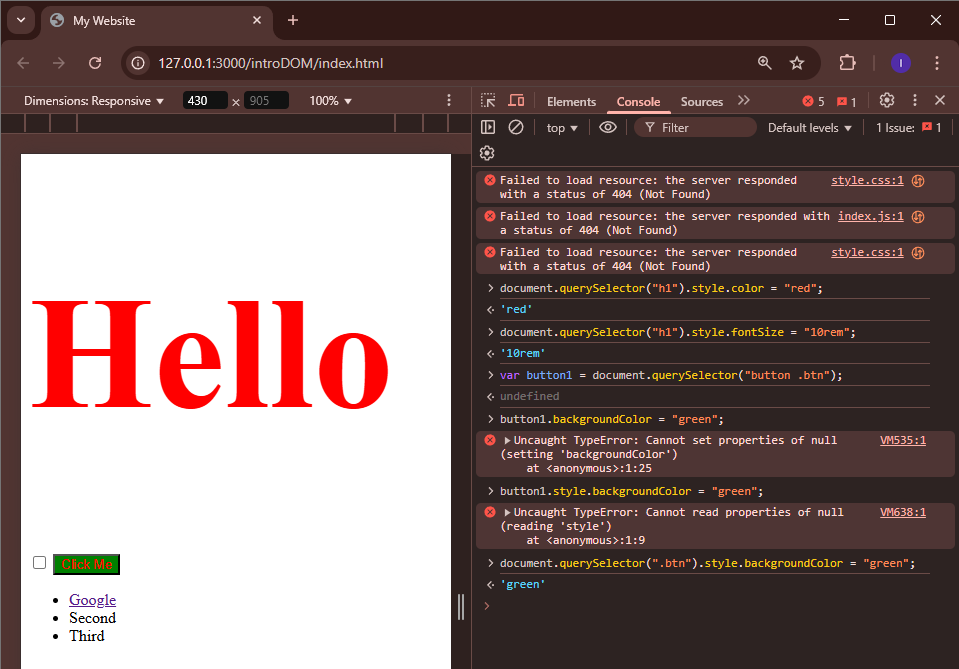 My Website
127.0.0.1:3000/introDOM/index.html
I
Dimensions: Responsive 430 × 905 100%
Elements Console Sources 5 1
top Filter Default levels 1 Issue: 1
Hello
Click Me
Google
Second
Third
Failed to load resource: the server responded style.css:1
with a status of 404 (Not Found)
Failed to load resource: the server responded with index.js:1
a status of 404 (Not Found)
Failed to load resource: the server responded style.css:1
with a status of 404 (Not Found)
> document.querySelector("h1").style.color = "red";
'red'
> document.querySelector("h1").style.fontSize = "10rem";
'10rem'
> var button1 = document.querySelector("button .btn");
undefined
> button1.backgroundColor = "green";
Uncaught TypeError: Cannot set properties of null VM535:1
(setting 'backgroundColor')
at <anonymous>:1:25
> button1.style.backgroundColor = "green";
Uncaught TypeError: Cannot read properties of null VM638:1
(reading 'style')
at <anonymous>:1:9
> document.querySelector(".btn").style.backgroundColor = "green";
'green'
>